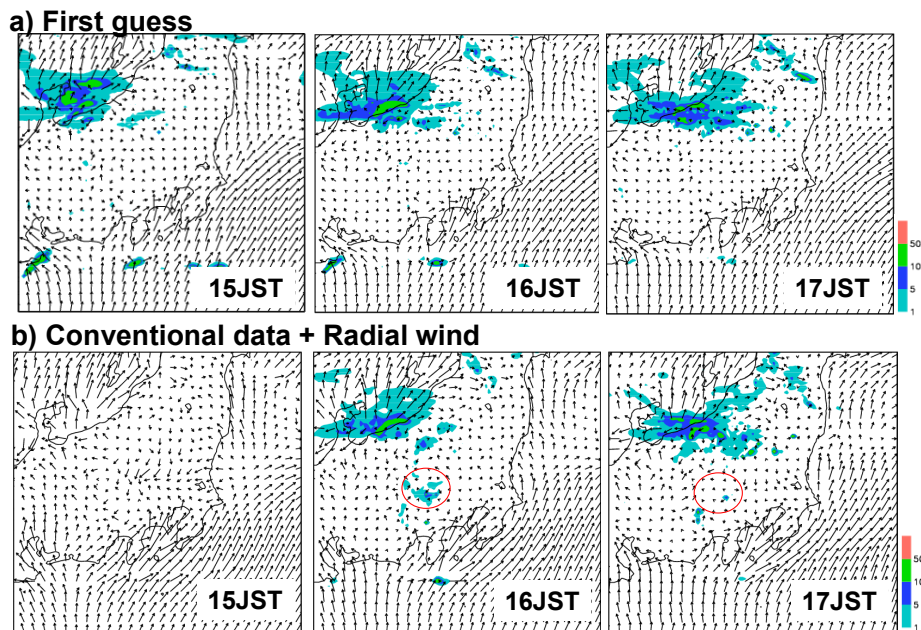 a) First guess
15JST
16JST
17JST
50
10
5
1
b) Conventional data + Radial wind
15JST
16JST
17JST
50
10
5
1